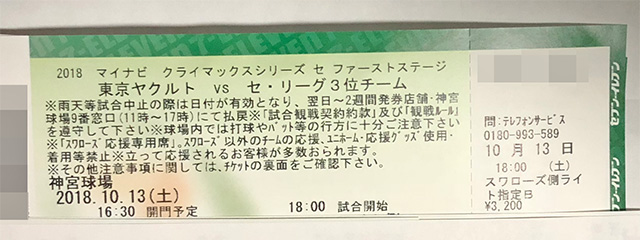 2018 マイナビ クライマックスシリーズ セ ファーストステージ
東京ヤクルト vs セ・リーグ3位チーム
※雨天等試合中止の際は日付が有効となり、翌日〜2週間発券店舗・神宮
球場9番窓口(11時〜17時)にて払戻※「試合観戦契約約款」及び「観戦ルール」
を遵守して下さい※球場内では打球やバット等の行方に十分ご注意下さい
※「スワローズ応援専用席」。スワローズ以外のチームの応援、ユニホーム・応援グッズ使用・
着用等禁止※立って応援されるお客様が多数おられます。
※その他注意事項に関しては、チケットの裏面をご確認下さい。
神宮球場
2018.10.13(土)
16:30 開門予定 18:00 試合開始
問:テレフォンサービス
0180-993-589
10月13日
18:00(土)
スワローズ側ライ
ト指定B
¥3,200
セブン-イレブン